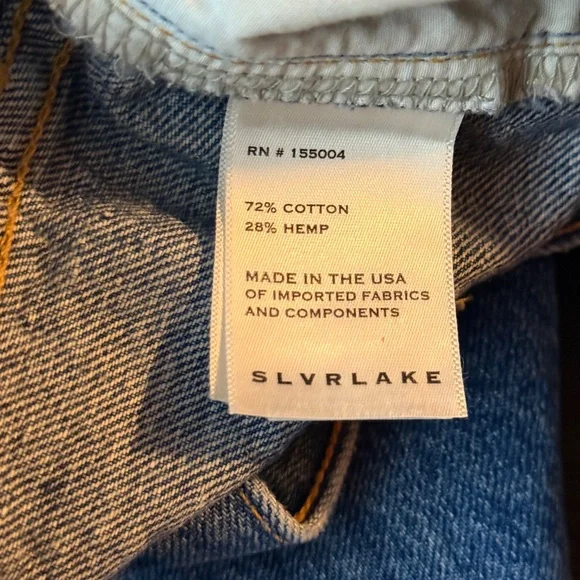 RN # 155004
72% COTTON
28% HEMP
MADE IN THE USA
OF IMPORTED FABRICS
AND COMPONENTS
SLVRLAKE